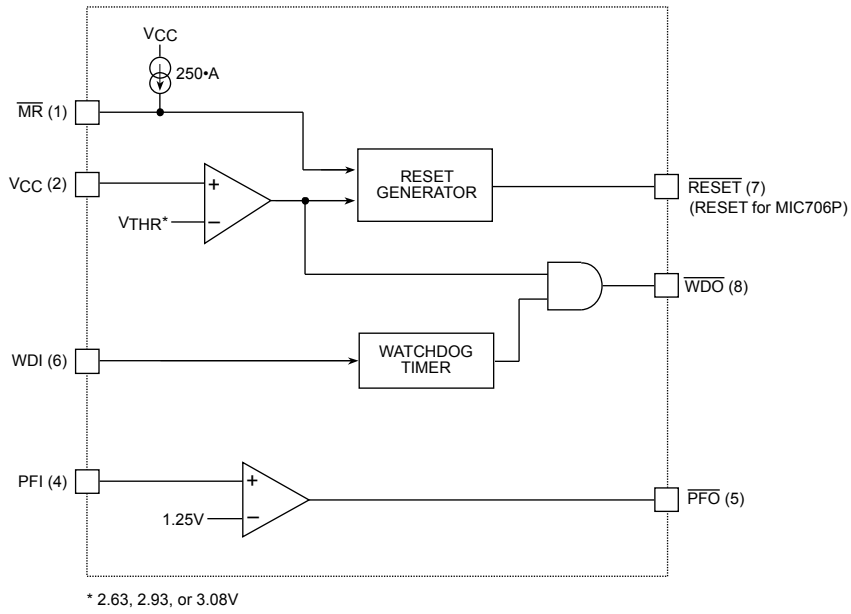 VCC
250•A
MR (1)
RESET
GENERATOR
VCC (2)
+
VTHR*
–
RESET (7)
(RESET for MIC706P)
WDO (8)
WDI (6)
WATCHDOG
TIMER
PFI (4)
+
1.25V
–
PFO (5)
* 2.63, 2.93, or 3.08V